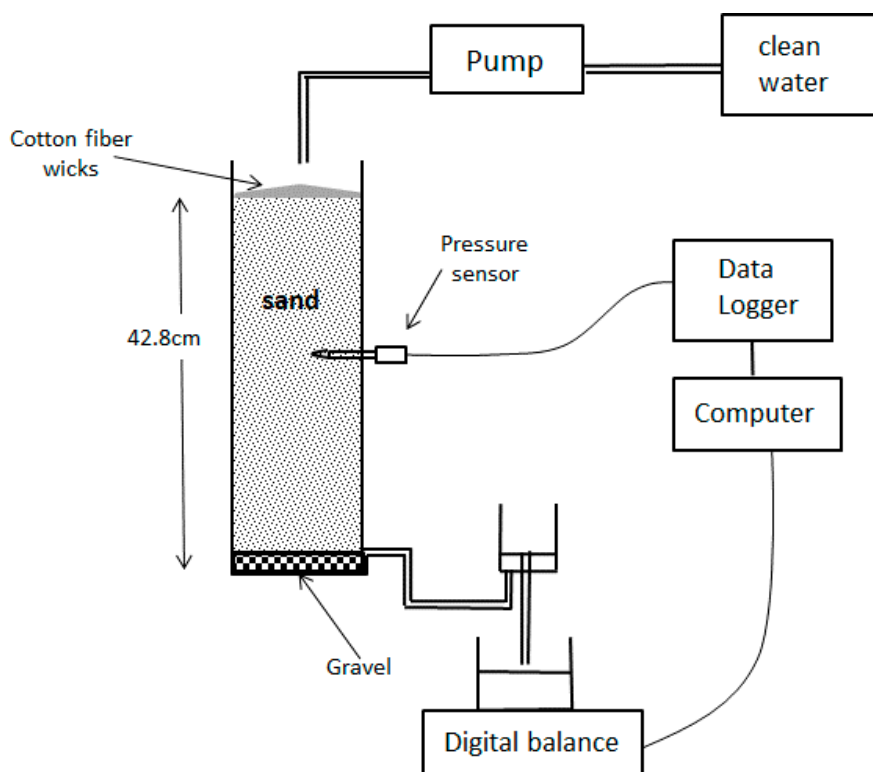 Pump
clean
water
Cotton fiber
wicks
Pressure
sensor
Data
Logger
sand
42.8cm
Computer
Gravel
Digital balance